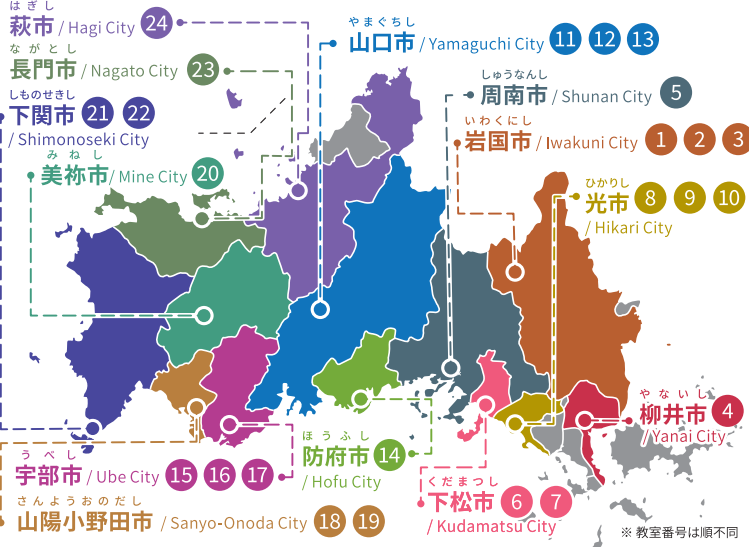 はぎし
萩市 / Hagi City 24
ながとし
長門市 / Nagato City 23
しものせきし
下関市 21 22
/ Shimonoseki City
みねし
美祢市 / Mine City 20
やまぐちし
山口市 / Yamaguchi City 11 12 13
しゅうなんし
周南市 / Shunan City 5
いわくにし
岩国市 / Iwakuni City 1 2 3
ひかりし
光市 8 9 10
/ Hikari City
やないし
柳井市 4
/ Yanai City
ほうふし
防府市 14
/ Hofu City
うべし
宇部市 / Ube City 15 16 17
くだまつし
下松市 6 7
/ Kudamatsu City
さんようおのだし
山陽小野田市 / Sanyo-Onoda City 18 19
※ 教室番号は順不同